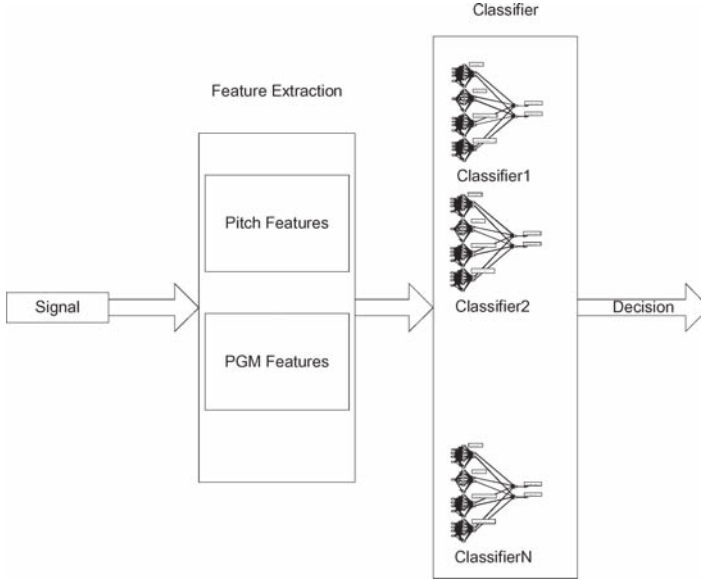 Classifier
Feature Extraction
Classifier1
Pitch Features
Signal
Classifier2
Decision
PGM Features
ClassifierN